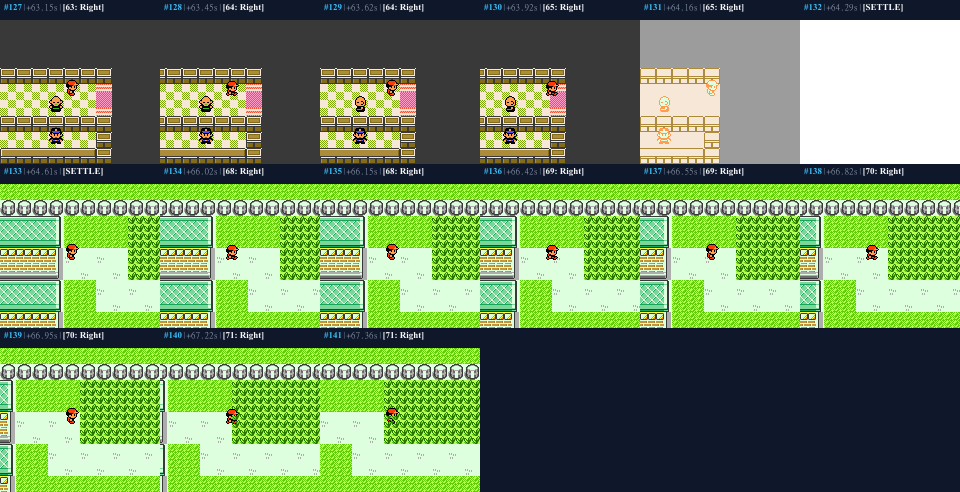 #127|+63.15s|[63: Right]
#128|+63.45s|[64: Right]
#129|+63.62s|[64: Right]
#130|+63.92s|[65: Right]
#131|+64.16s|[65: Right]
#132|+64.29s|[SETTLE]
#133|+64.61s|[SETTLE]
#134|+66.02s|[68: Right]
#135|+66.15s|[68: Right]
#136|+66.42s|[69: Right]
#137|+66.55s|[69: Right]
#138|+66.82s|[70: Right]
#139|+66.95s|[70: Right]
#140|+67.22s|[71: Right]
#141|+67.36s|[71: Right]